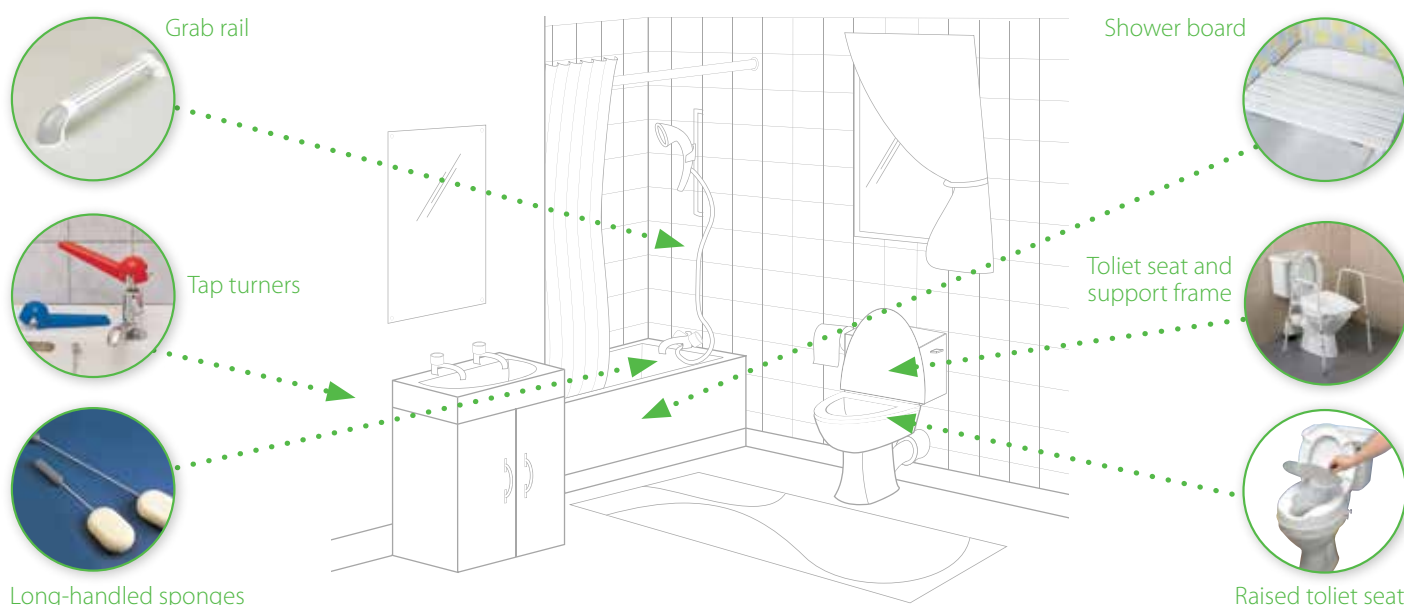 Grab rail
Shower board
Tap turners
Toliet seat and
support frame
Long-handled sponges
Raised toliet seat